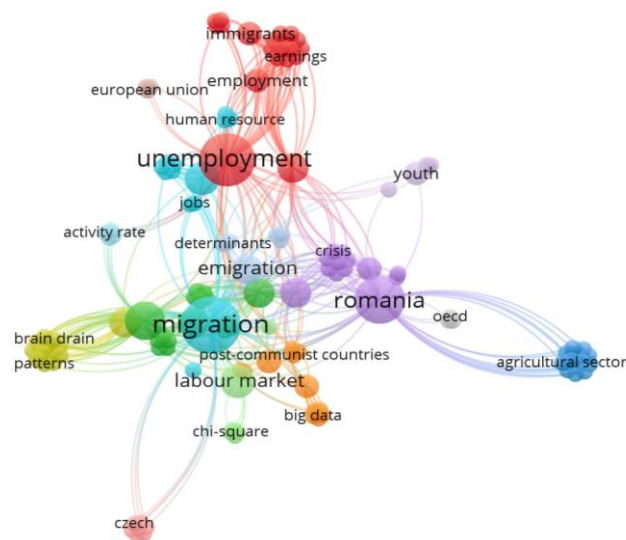 immigrants
earnings
employment
european union
human resource
unemployment
youth
jobs
activity rate
determinants
crisis
emigration
romania
oecd
migration
brain drain
post-communist countries
patterns
agricultural sector
labour market
big data
chi-square
czech